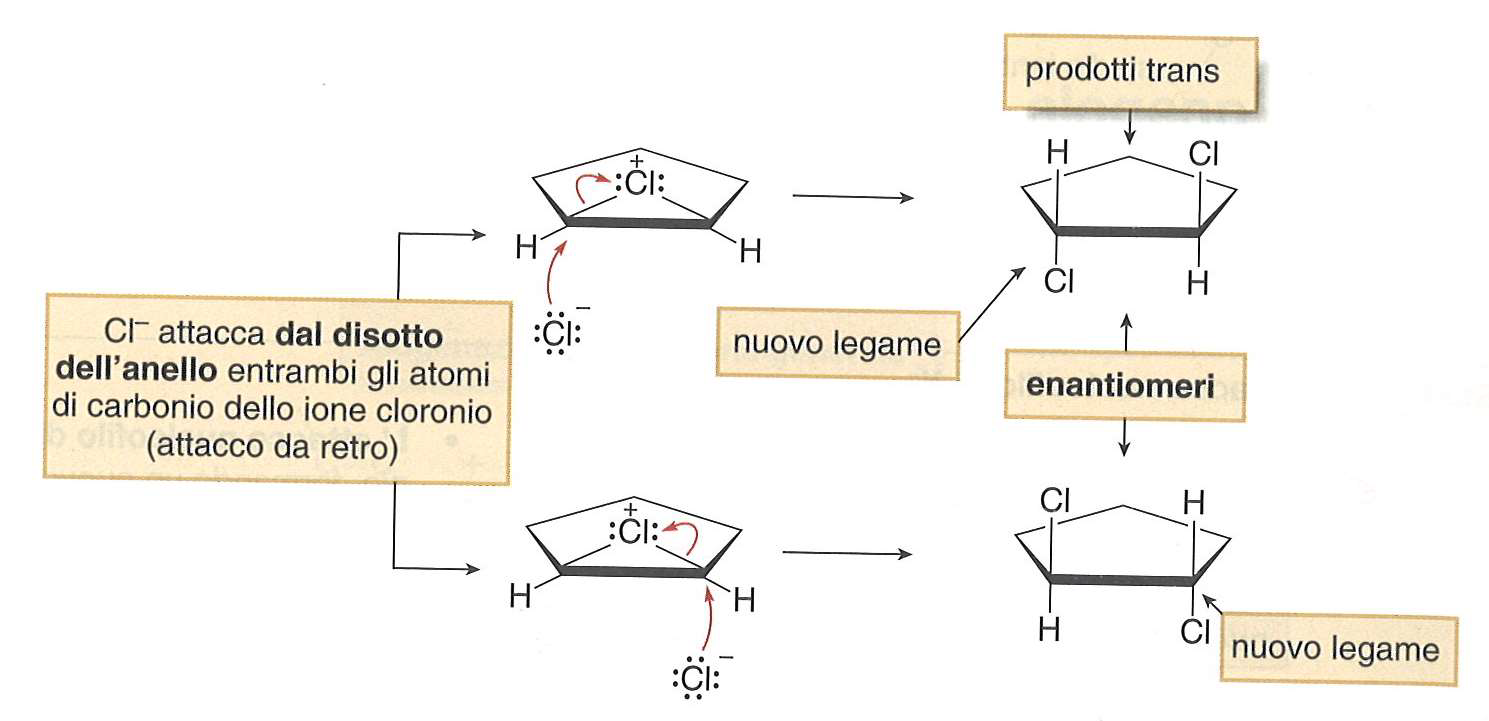 prodotti trans
H
Cl
+
:Cl:
H
H
Cl
H
:Cl:
−
nuovo legame
Cl⁻ attacca dal disotto
dell'anello entrambi gli atomi
di carbonio dello ione cloronio
(attacco da retro)
enantiomeri
+
:Cl:
H
H
:Cl:
−
Cl
H
H
Cl
nuovo legame